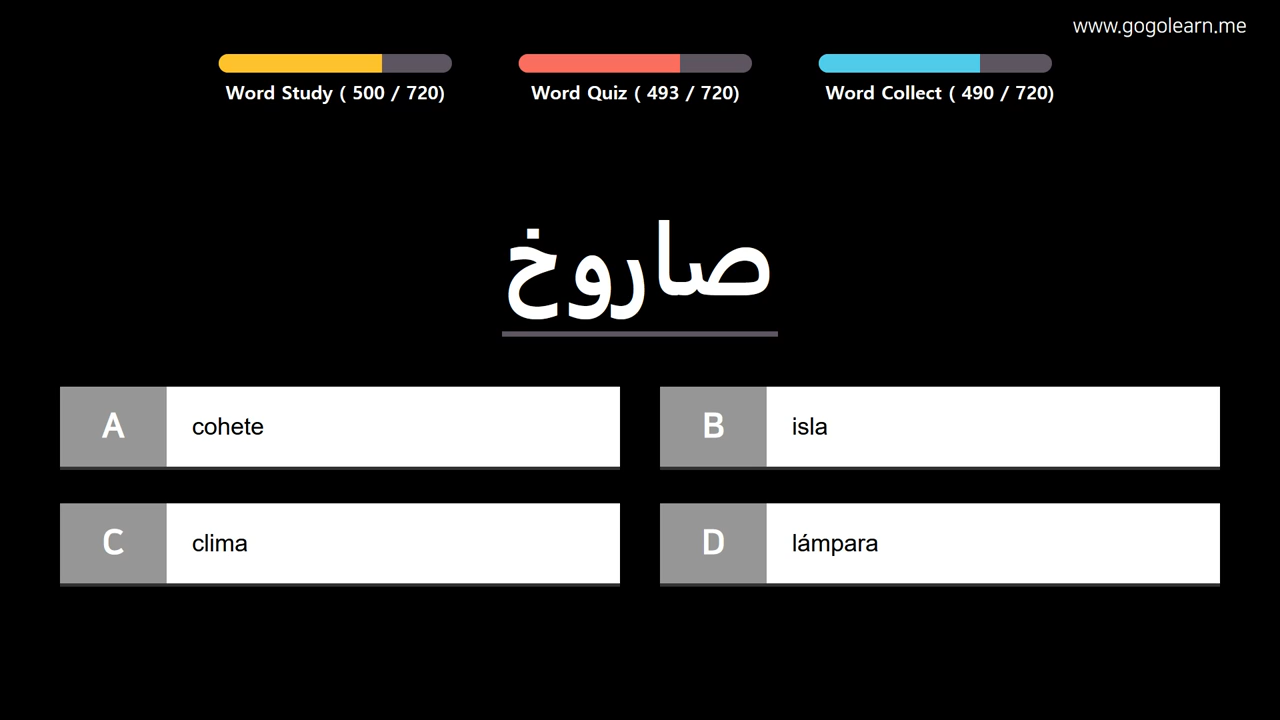 www.gogolearn.me
Word Study ( 500 / 720)
Word Quiz ( 493 / 720)
Word Collect ( 490 / 720)
صاروخ
A cohete
B isla
C clima
D lámpara